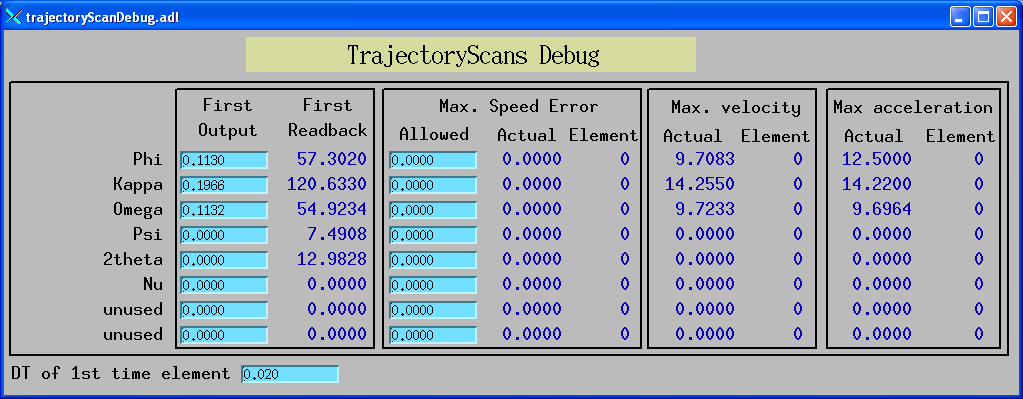 trajectoryScanDebug.adl
TrajectoryScans Debug
First First Max. Speed Error Max. velocity Max acceleration
Output Readback Allowed Actual Element Actual Element Actual Element
Phi 0.1130 57.3020 0.0000 0.0000 0 9.7083 0 12.5000 0
Kappa 0.1966 120.6330 0.0000 0.0000 0 14.2550 0 14.2200 0
Omega 0.1132 54.9234 0.0000 0.0000 0 9.7233 0 9.6964 0
Psi 0.0000 7.4908 0.0000 0.0000 0 0.0000 0 0.0000 0
2theta 0.0000 12.9828 0.0000 0.0000 0 0.0000 0 0.0000 0
Nu 0.0000 0.0000 0.0000 0.0000 0 0.0000 0 0.0000 0
unused 0.0000 0.0000 0.0000 0.0000 0 0.0000 0 0.0000 0
unused 0.0000 0.0000 0.0000 0.0000 0 0.0000 0 0.0000 0
DT of 1st time element 0.020